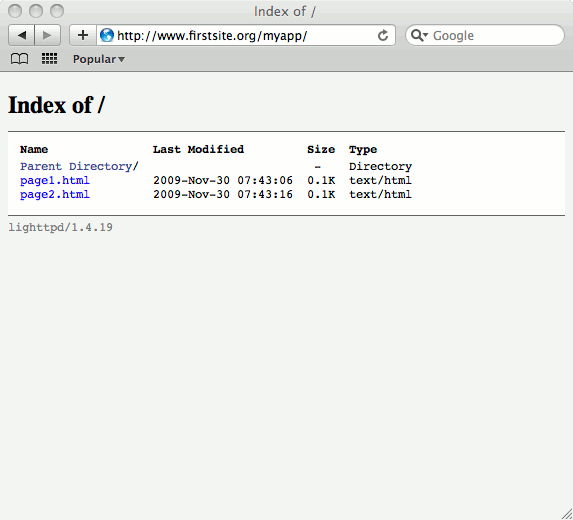 Index of /
http://www.firstsite.org/myapp/
Google
Popular
Index of /
Name Last Modified Size Type
Parent Directory/ - Directory
page1.html 2009-Nov-30 07:43:06 0.1K text/html
page2.html 2009-Nov-30 07:43:16 0.1K text/html
lighttpd/1.4.19